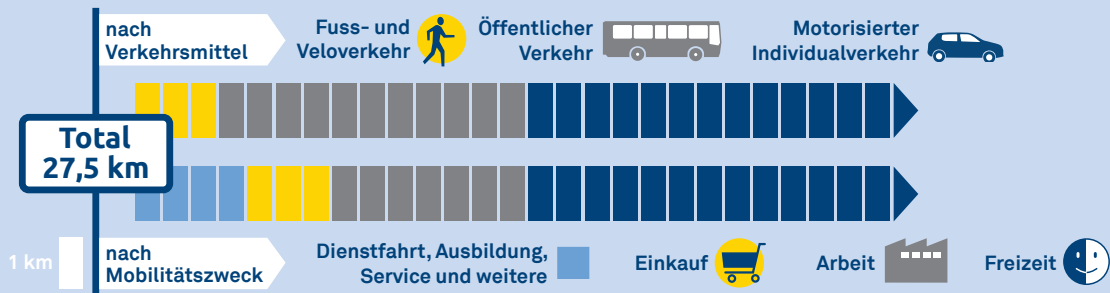 nach
Verkehrsmittel
Fuss- und
Veloverkehr
Öffentlicher
Verkehr
Motorisierter
Individualverkehr
Total
27,5 km
1 km
nach
Mobilitätszweck
Dienstfahrt, Ausbildung,
Service und weitere
Einkauf
Arbeit
Freizeit